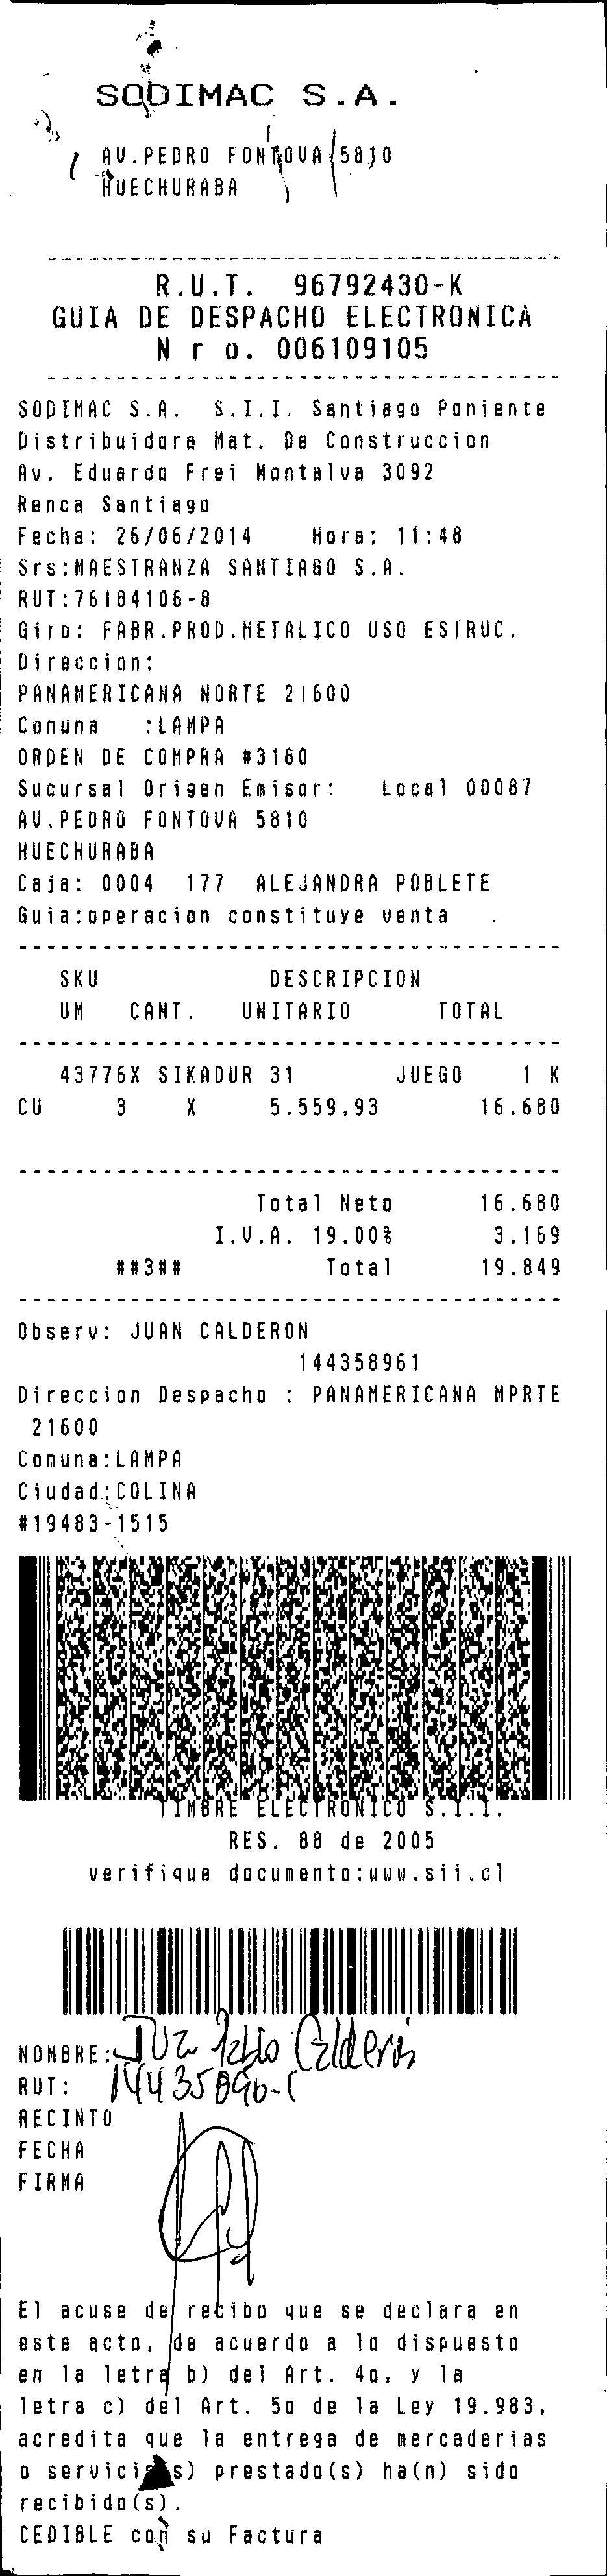 SODIMAC S.A.
AV.PEDRO FONTOVA 5810
HUECHURABA
R.U.T. 96792430-K
GUIA DE DESPACHO ELECTRONICA
N r o. 006109105
SODIMAC S.A. S.I.I. Santiago Poniente
Distribuidora Mat. De Construccion
Av. Eduardo Frei Montalva 3092
Renca Santiago
Fecha: 26/06/2014 Hora: 11:48
Srs:MAESTRANZA SANTIAGO S.A.
RUT:76184106-8
Giro: FABR.PROD.METALICO USO ESTRUC.
Direccion:
PANAMERICANA NORTE 21600
Comuna :LAMPA
ORDEN DE COMPRA #3160
Sucursal Origen Emisor: Local 00087
AV.PEDRO FONTOVA 5810
HUECHURABA
Caja: 0004 177 ALEJANDRA POBLETE
Guia:operacion constituye venta .
SKU DESCRIPCION
UM CANT. UNITARIO TOTAL
43776X SIKADUR 31 JUEGO 1 K
CU 3 X 5.559,93 16.680
Total Neto 16.680
I.V.A. 19.00% 3.169
##3## Total 19.849
Observ: JUAN CALDERON
144358961
Direccion Despacho : PANAMERICANA MPRTE
21600
Comuna:LAMPA
Ciudad:COLINA
#19483-1515
TIMBRE ELECTRONICO S.I.I.
RES. 88 de 2005
verifique documento:www.sii.cl
NOMBRE: Juan Pablo Calderón
RUT: 14435896-1
RECINTO
FECHA
FIRMA
El acuse de recibo que se declara en
este acto, de acuerdo a lo dispuesto
en la letra b) del Art. 4o, y la
letra c) del Art. 5o de la Ley 19.983,
acredita que la entrega de mercaderias
o servicio(s) prestado(s) ha(n) sido
recibido(s).
CEDIBLE con su Factura